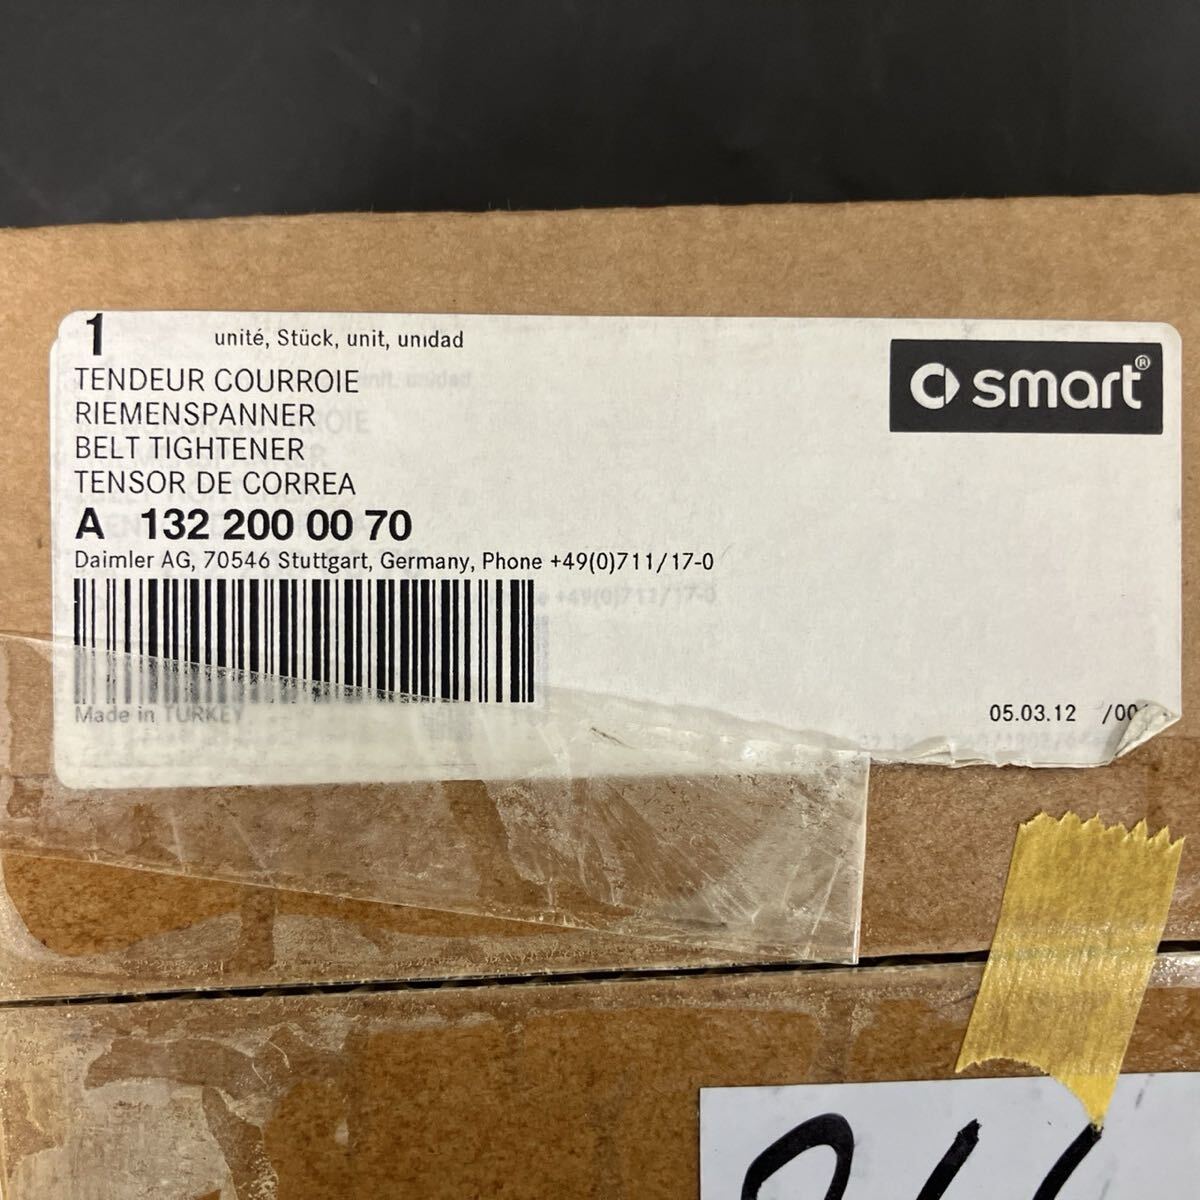 1 unité, Stück, unit, unidad
smart®
TENDEUR COURROIE
RIEMENSPANNER
BELT TIGHTENER
TENSOR DE CORREA
A 132 200 00 70
Daimler AG, 70546 Stuttgart, Germany, Phone +49(0)711/17-0
Made in TURKEY
05.03.12